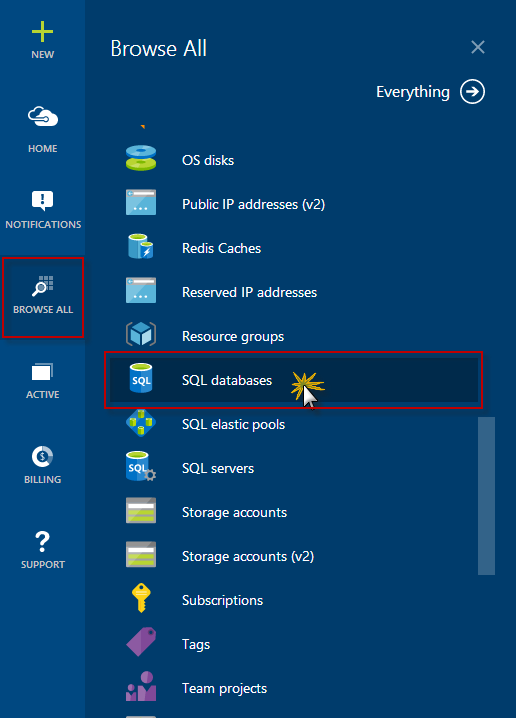 NEW
HOME
NOTIFICATIONS
BROWSE ALL
ACTIVE
BILLING
SUPPORT
Browse All
Everything
OS disks
Public IP addresses (v2)
Redis Caches
Reserved IP addresses
Resource groups
SQL
SQL databases
SQL elastic pools
SQL
SQL servers
Storage accounts
Storage accounts (v2)
Subscriptions
Tags
Team projects